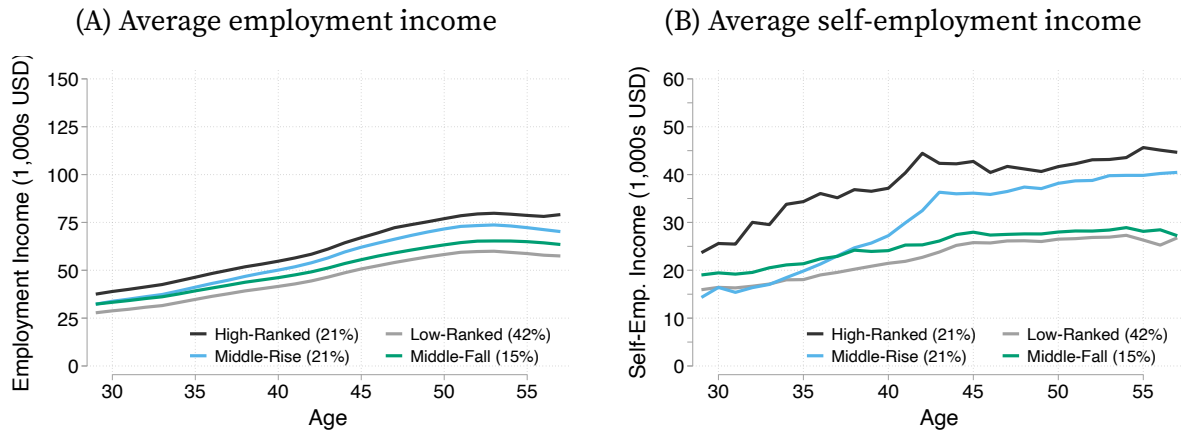 (A) Average employment income
Employment Income (1,000s USD)
150
125
100
75
50
25
0
High-Ranked (21%) Low-Ranked (42%)
Middle-Rise (21%) Middle-Fall (15%)
30 35 40 45 50 55
Age
(B) Average self-employment income
Self-Emp. Income (1,000s USD)
60
50
40
30
20
10
0
High-Ranked (21%) Low-Ranked (42%)
Middle-Rise (21%) Middle-Fall (15%)
30 35 40 45 50 55
Age